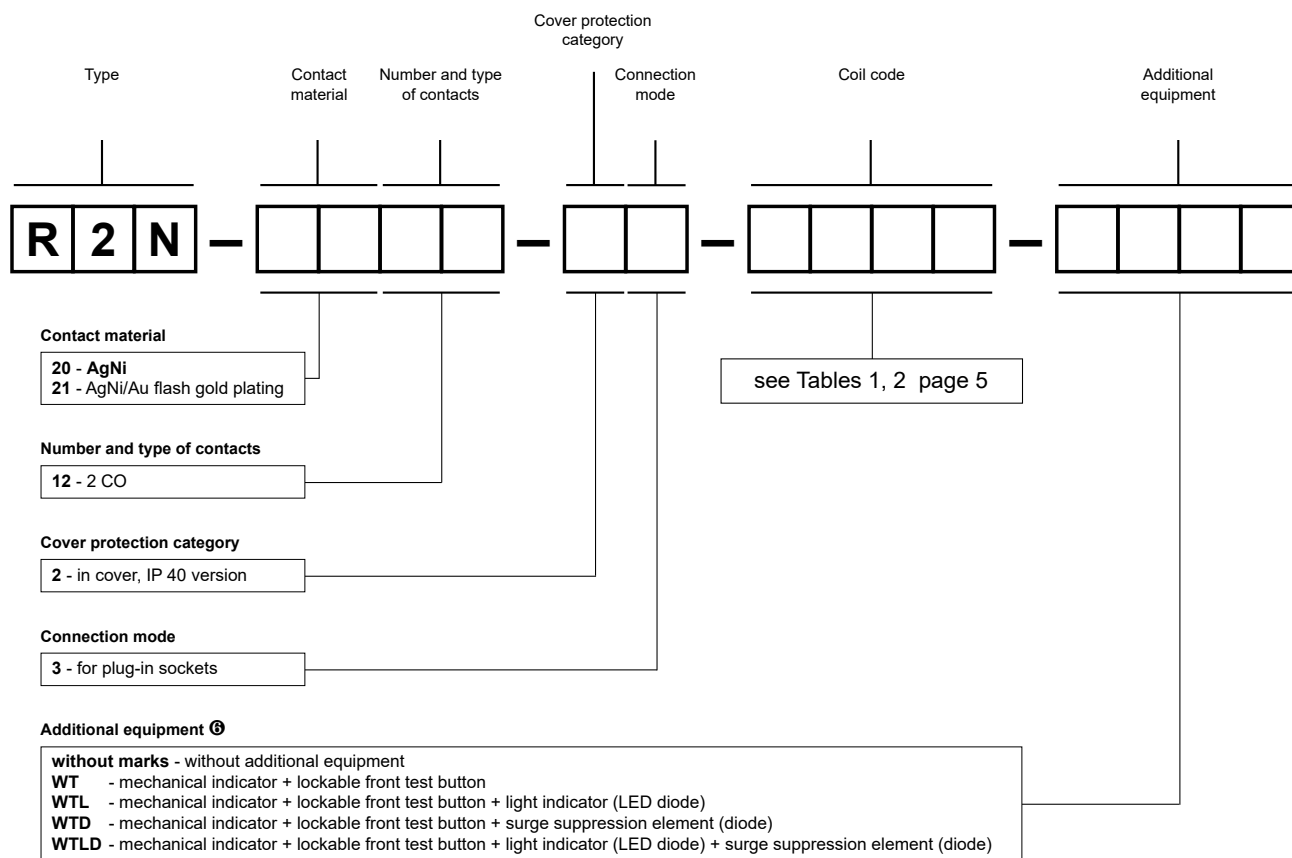 Cover protection
category
Type
Contact
material
Number and type
of contacts
Connection
mode
Coil code
Additional
equipment
R 2 N – – – –
Contact material
20 - AgNi
21 - AgNi/Au flash gold plating
see Tables 1, 2 page 5
Number and type of contacts
12 - 2 CO
Cover protection category
2 - in cover, IP 40 version
Connection mode
3 - for plug-in sockets
Additional equipment ❻
without marks - without additional equipment
WT - mechanical indicator + lockable front test button
WTL - mechanical indicator + lockable front test button + light indicator (LED diode)
WTD - mechanical indicator + lockable front test button + surge suppression element (diode)
WTLD - mechanical indicator + lockable front test button + light indicator (LED diode) + surge suppression element (diode)